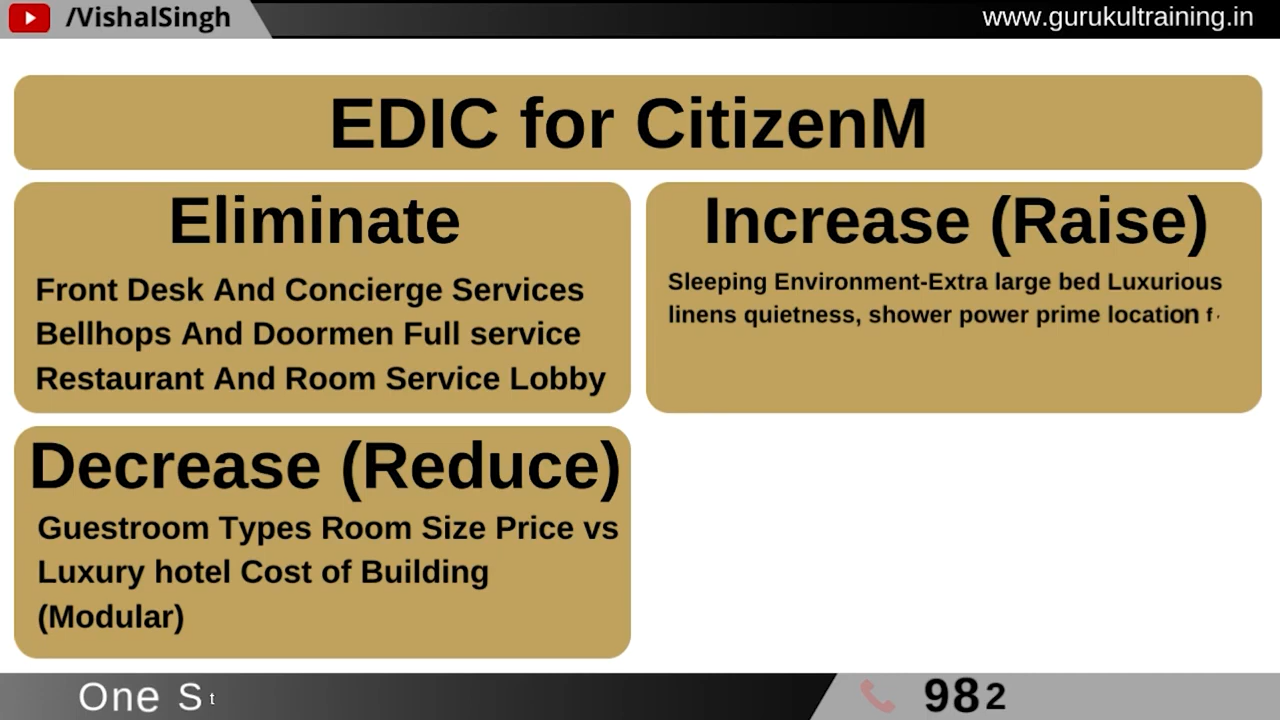 /VishalSingh
www.gurukultraining.in
EDIC for CitizenM
Eliminate
Front Desk And Concierge Services
Bellhops And Doormen Full service
Restaurant And Room Service Lobby
Increase (Raise)
Sleeping Environment-Extra large bed Luxurious
linens quietness, shower power prime location f
Decrease (Reduce)
Guestroom Types Room Size Price vs
Luxury hotel Cost of Building
(Modular)
One St
982